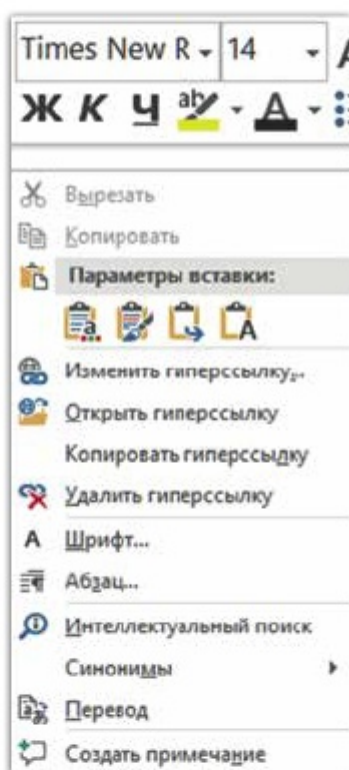 Times New R 14 A
Ж К Ч aby A
Вырезать
Копировать
Параметры вставки:
Изменить гиперссылку...
Открыть гиперссылку
Копировать гиперссылку
Удалить гиперссылку
A Шрифт...
Абзац...
Интеллектуальный поиск
Синонимы
Перевод
Создать примечание